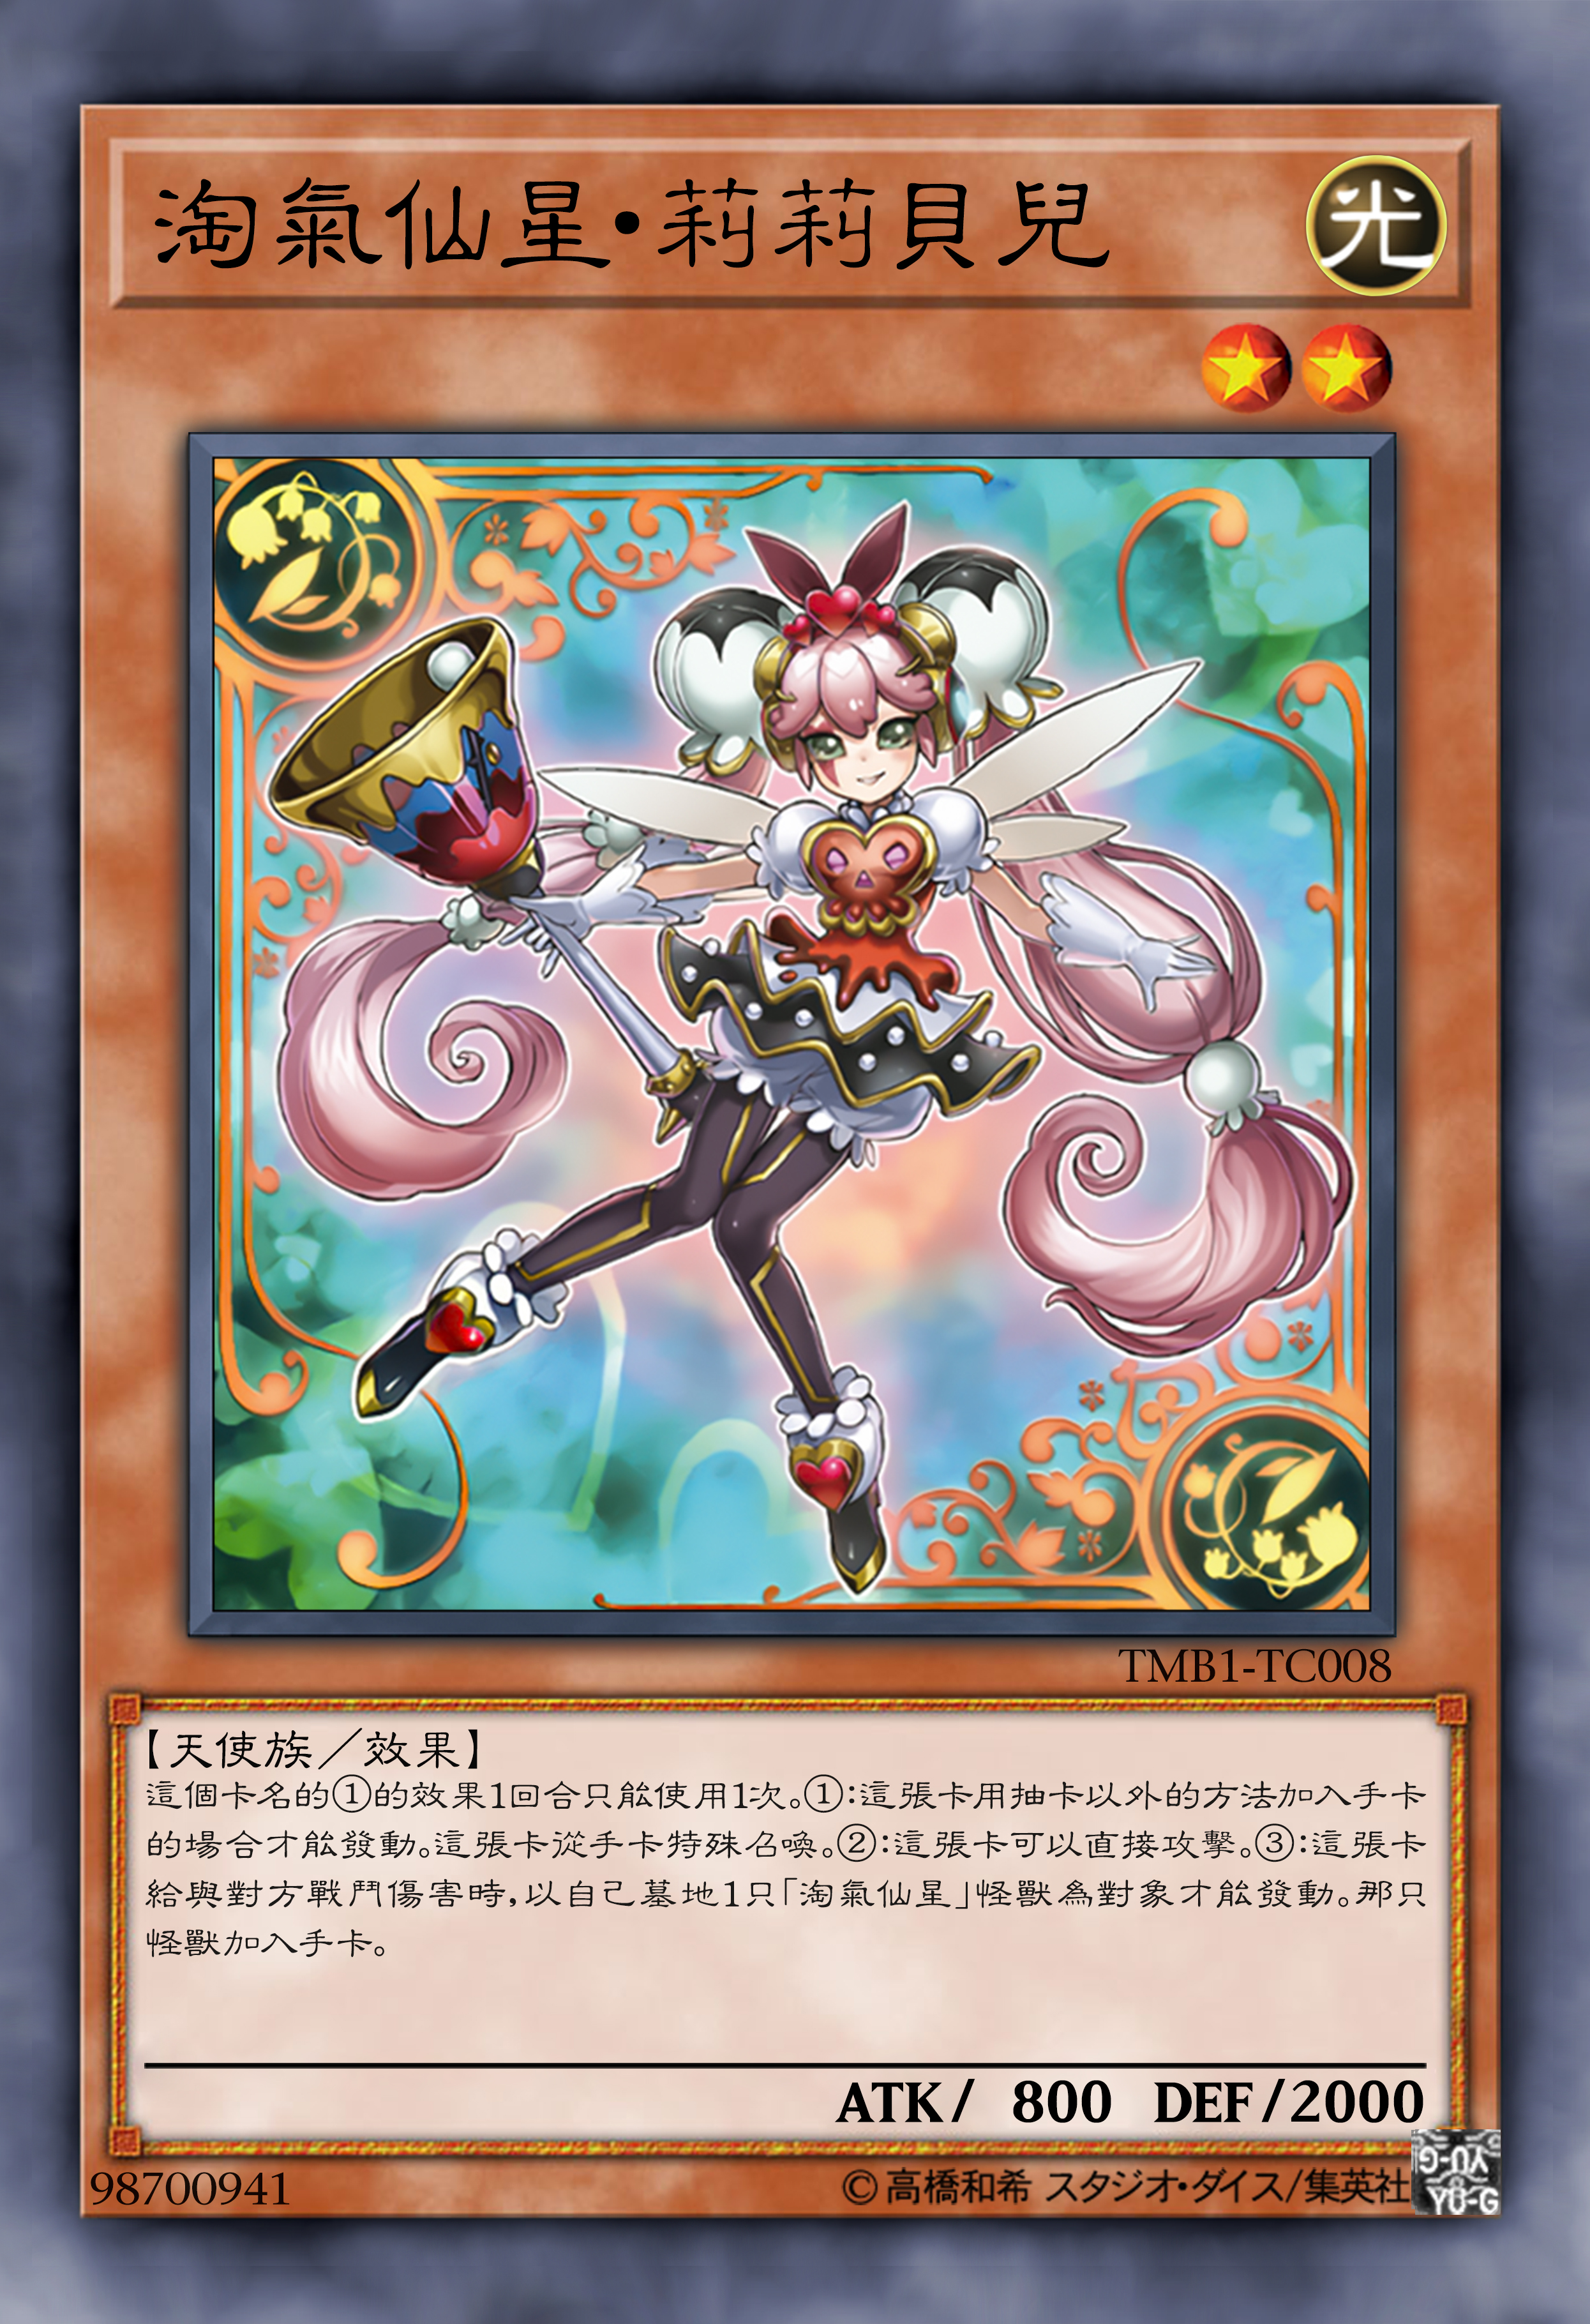 淘氣仙星・莉莉貝兒
光
TMB1-TC008
【天使族／效果】
這個卡名的①的效果1回合只能使用1次。①：這張卡用抽卡以外的方法加入手卡
的場合才能發動。這張卡從手卡特殊召喚。②：這張卡可以直接攻擊。③：這張卡
給與對方戰鬥傷害時，以自己墓地1只「淘氣仙星」怪獸為對象才能發動。那只
怪獸加入手卡。
ATK/ 800 DEF/2000
98700941
©高橋和希 スタジオ・ダイス/集英社
YU-G
YU-G